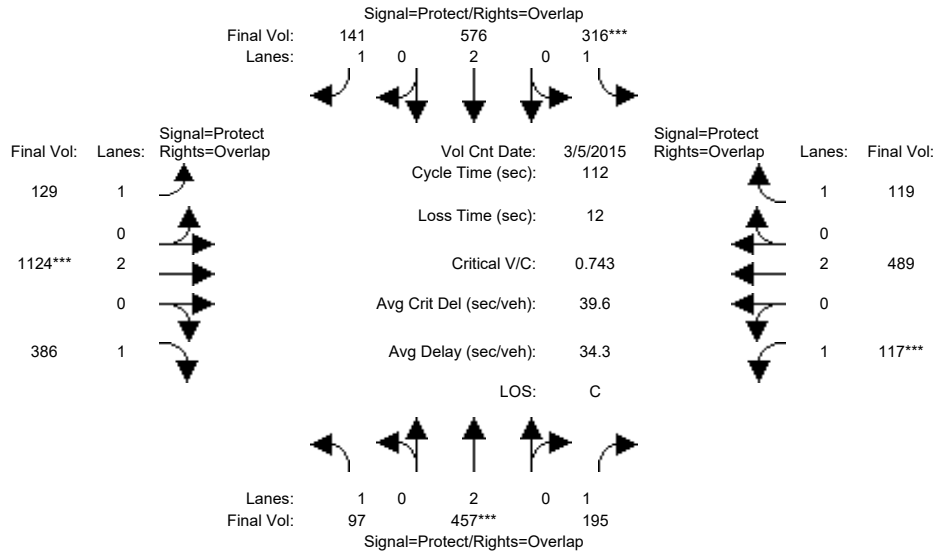 Signal=Protect/Rights=Overlap
Final Vol: 141 576 316***
Lanes: 1 0 2 0 1
Signal=Protect Signal=Protect
Final Vol: Lanes: Rights=Overlap Vol Cnt Date: 3/5/2015 Rights=Overlap Lanes: Final Vol:
Cycle Time (sec): 112
129 1 1 119
Loss Time (sec): 12
0 0
1124*** 2 Critical V/C: 0.743 2 489
0 Avg Crit Del (sec/veh): 39.6 0
386 1 Avg Delay (sec/veh): 34.3 1 117***
LOS: C
Lanes: 1 0 2 0 1
Final Vol: 97 457*** 195
Signal=Protect/Rights=Overlap